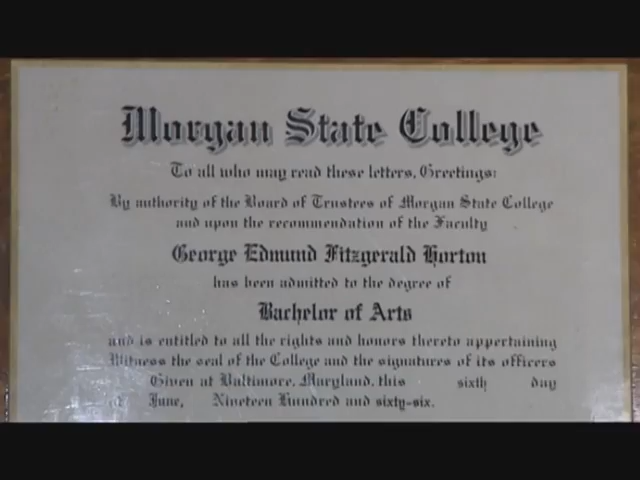 Morgan State College
To all who may read these letters, Greetings:
By authority of the Board of Trustees of Morgan State College
and upon the recommendation of the Faculty
George Edmund Fitzgerald Horton
has been admitted to the degree of
Bachelor of Arts
and is entitled to all the rights and honors thereto appertaining
Witness the seal of the College and the signatures of its officers
Given at Baltimore, Maryland, this sixth day
of June, Nineteen Hundred and sixty-six.